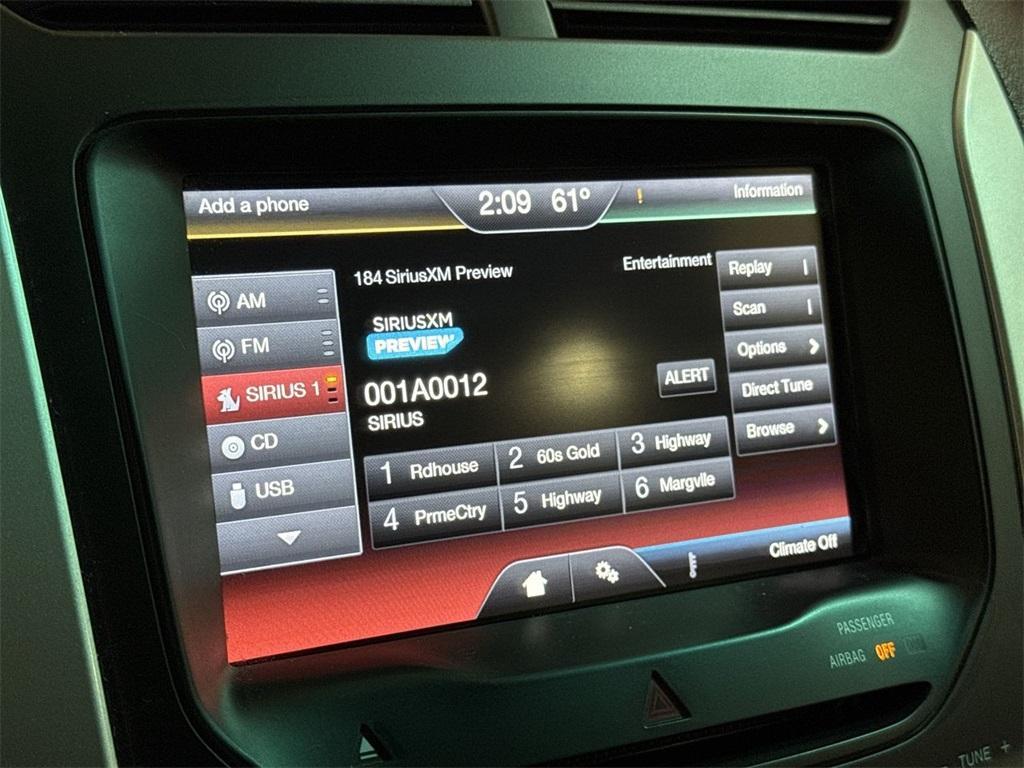 Add a phone
2:09 61°
Information
AM
FM
SIRIUS 1
CD
USB
184 SiriusXM Preview
Entertainment
SIRIUSXM
PREVIEW
001A0012
SIRIUS
ALERT
1 Rdhouse
2 60s Gold
3 Highway
4 PrmeCtry
5 Highway
6 Margvlle
Replay
Scan
Options
Direct Tune
Browse
Climate Off
PASSENGER
AIRBAG OFF
TUNE +